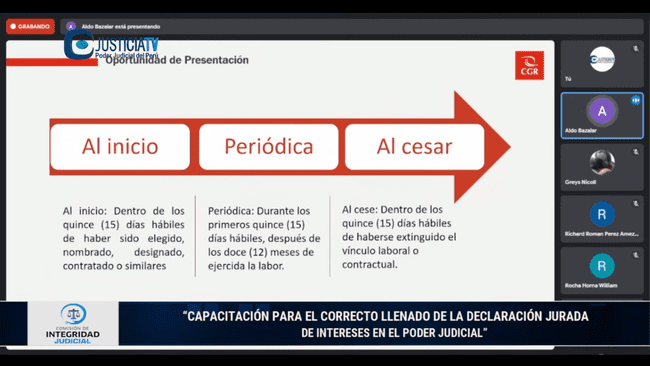 GRABANDO
A
Aldo Bazalar está presentando
JUSTICIATV
Poder Judicial del Perú
Oportunidad de Presentación
CGR
Al inicio
Periódica
Al cesar
Al inicio: Dentro de los
quince (15) días hábiles
de haber sido elegido,
nombrado, designado,
contratado o similares
Periódica: Durante los
primeros quince (15)
días hábiles, después de
los doce (12) meses de
ejercida la labor.
Al cese: Dentro de los
quince (15) días hábiles
de haberse extinguido el
vínculo laboral o
contractual.
JUSTICIATV
Tú
A
Aldo Bazalar
Greys Nicoll
R
Richard Roman Perez Amez...
R
Rocha Horna William
COMISIÓN DE
INTEGRIDAD
JUDICIAL
“CAPACITACIÓN PARA EL CORRECTO LLENADO DE LA DECLARACIÓN JURADA
DE INTERESES EN EL PODER JUDICIAL”